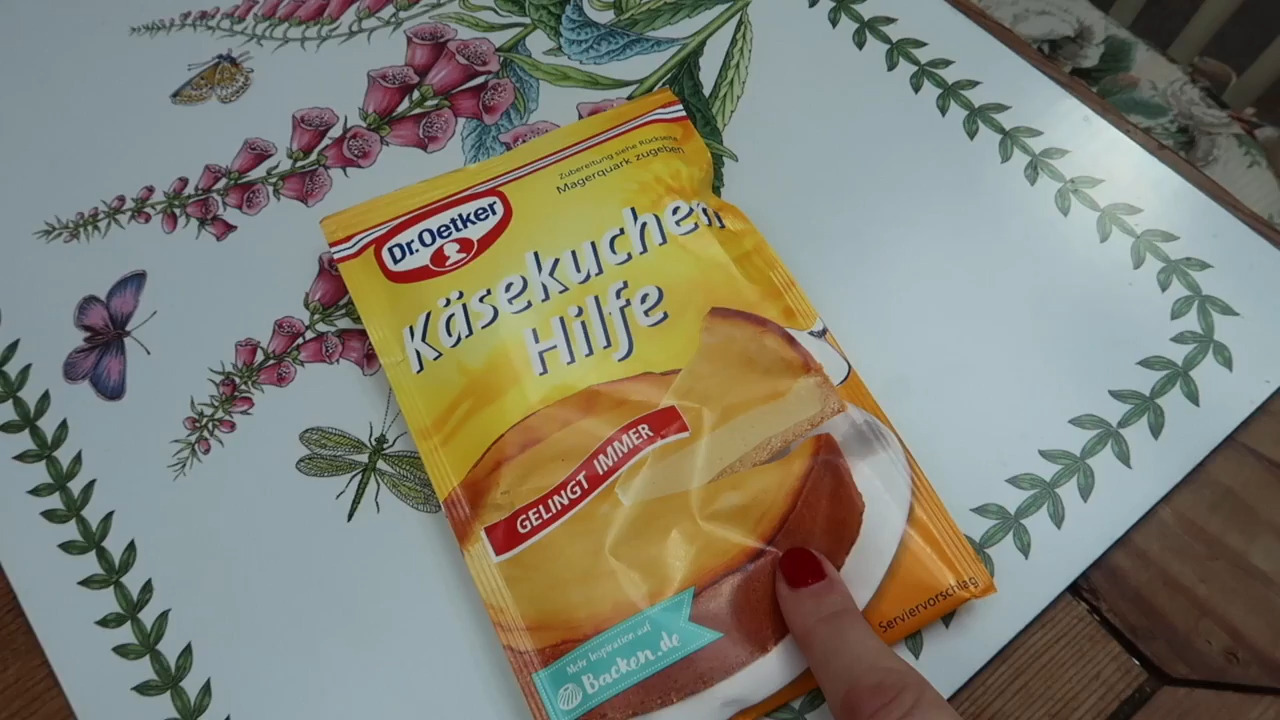 Zubereitung siehe Rückseite
Magerquark zugeben
Dr.Oetker
Käsekuchen
Hilfe
GELINGT IMMER
Mehr Inspiration auf
Backen.de
Serviervorschlag